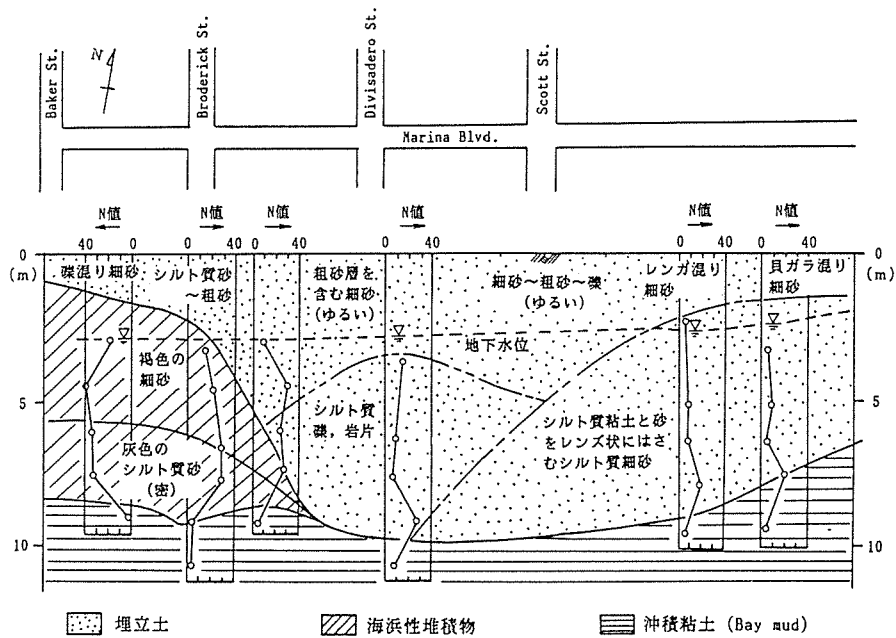 Baker St.
N
Broderick St.
Divisadero St.
Scott St.
Marina Blvd.
N値
N値
N値
N値
N値
N値
40 0
0 40
0 40
0 40
0 40
0 40
0
(m)
5
10
0
(m)
5
10
礫混り細砂
シルト質砂
～粗砂
粗砂層を
含む細砂
(ゆるい)
細砂～粗砂～礫
(ゆるい)
レンガ混り
細砂
貝ガラ混り
細砂
地下水位
褐色の
細砂
灰色の
シルト質砂
(密)
シルト質
礫，岩片
シルト質粘土と砂
をレンズ状にはさ
むシルト質細砂
埋立土
海浜性堆積物
沖積粘土 (Bay mud)